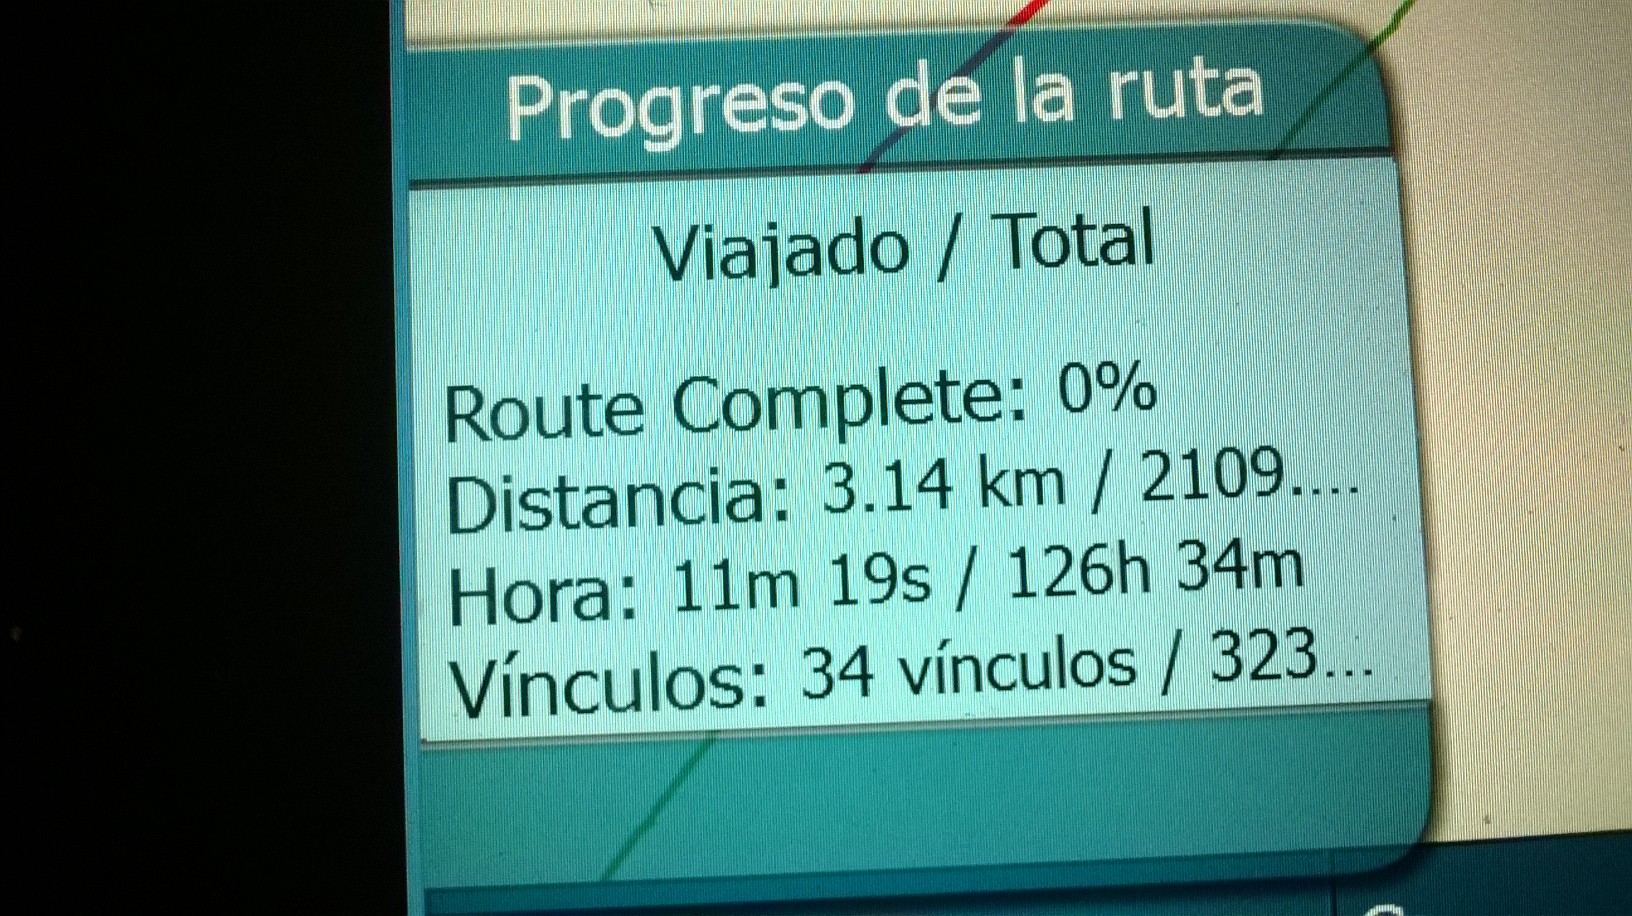 Progreso de la ruta
Viajado / Total
Route Complete: 0%
Distancia: 3.14 km / 2109....
Hora: 11m 19s / 126h 34m
Vínculos: 34 vínculos / 323...